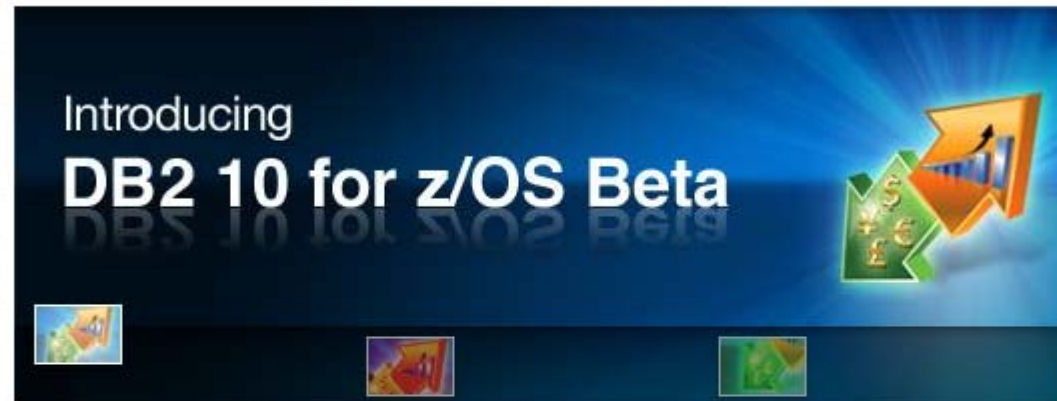 Introducing
DB2 10 for z/OS Beta
$
¥ €
£